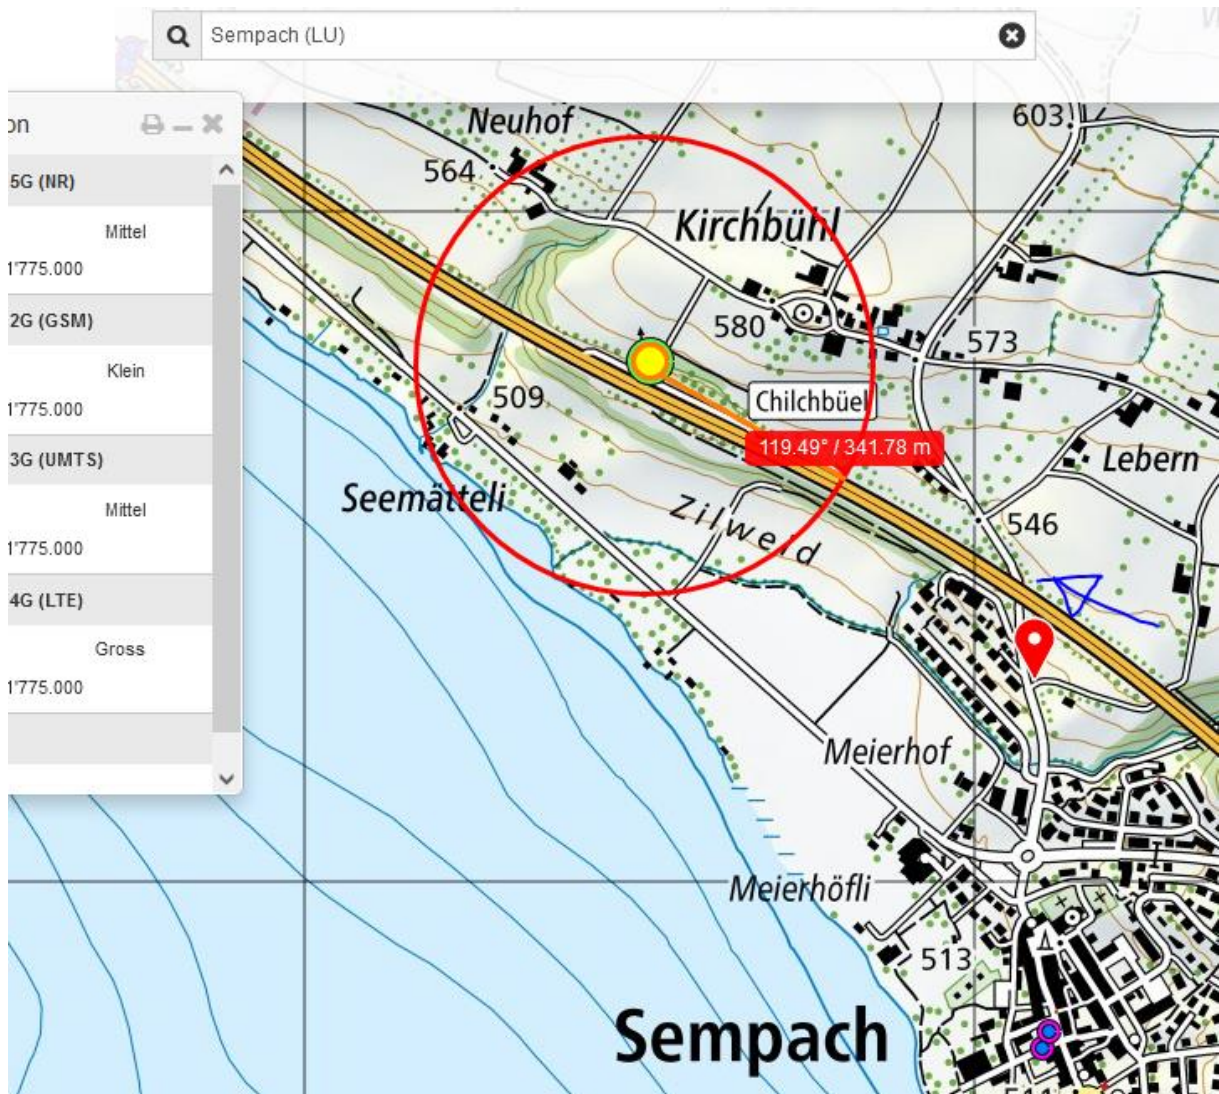 Sempach (LU)
on
5G (NR)
Mittel
1'775.000
2G (GSM)
Klein
1'775.000
3G (UMTS)
Mittel
1'775.000
4G (LTE)
Gross
1'775.000
Neuhof
603
564
Kirchbühl
580
573
509
Chilchbüel
119.49° / 341.78 m
Lebern
Seemätteli
Zilweid
546
Meierhof
Meierhöfli
513
Sempach